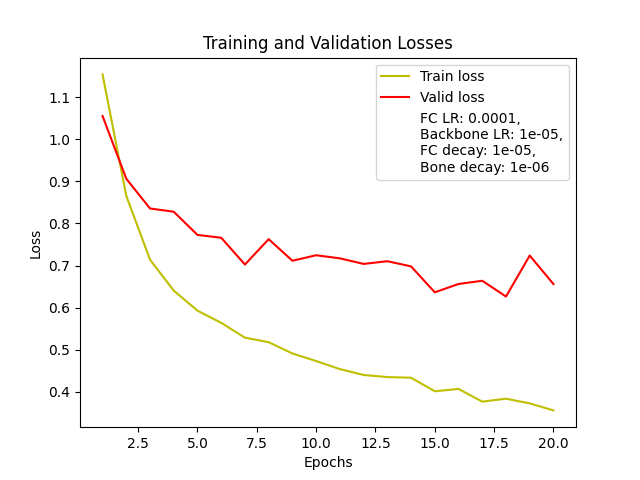 Training and Validation Losses
Train loss
Valid loss
FC LR: 0.0001,
Backbone LR: 1e-05,
FC decay: 1e-05,
Bone decay: 1e-06
Loss
1.1
1.0
0.9
0.8
0.7
0.6
0.5
0.4
2.5 5.0 7.5 10.0 12.5 15.0 17.5 20.0
Epochs